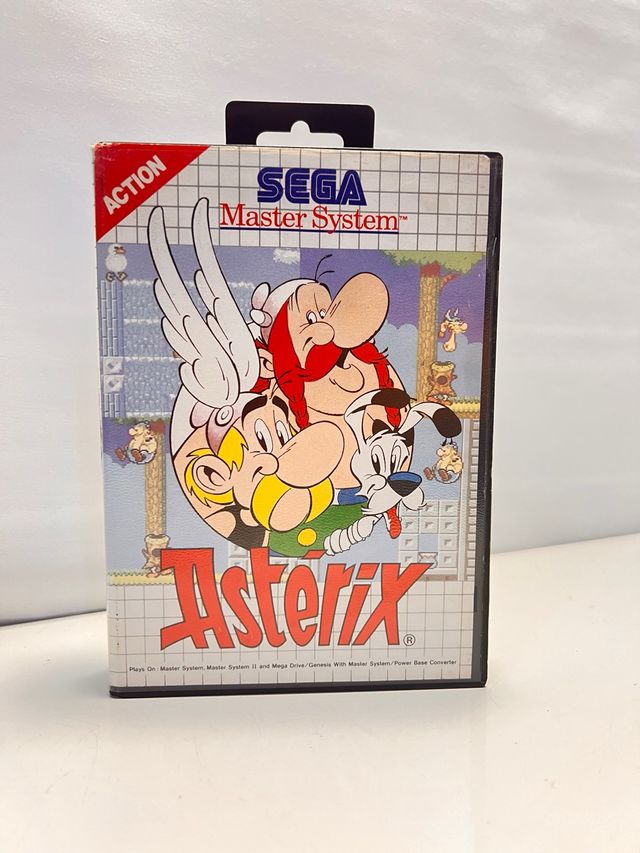 ACTION
SEGA
Master System™
Astérix®
Plays On: Master System, Master System II and Mega Drive/Genesis With Master System/Power Base Converter